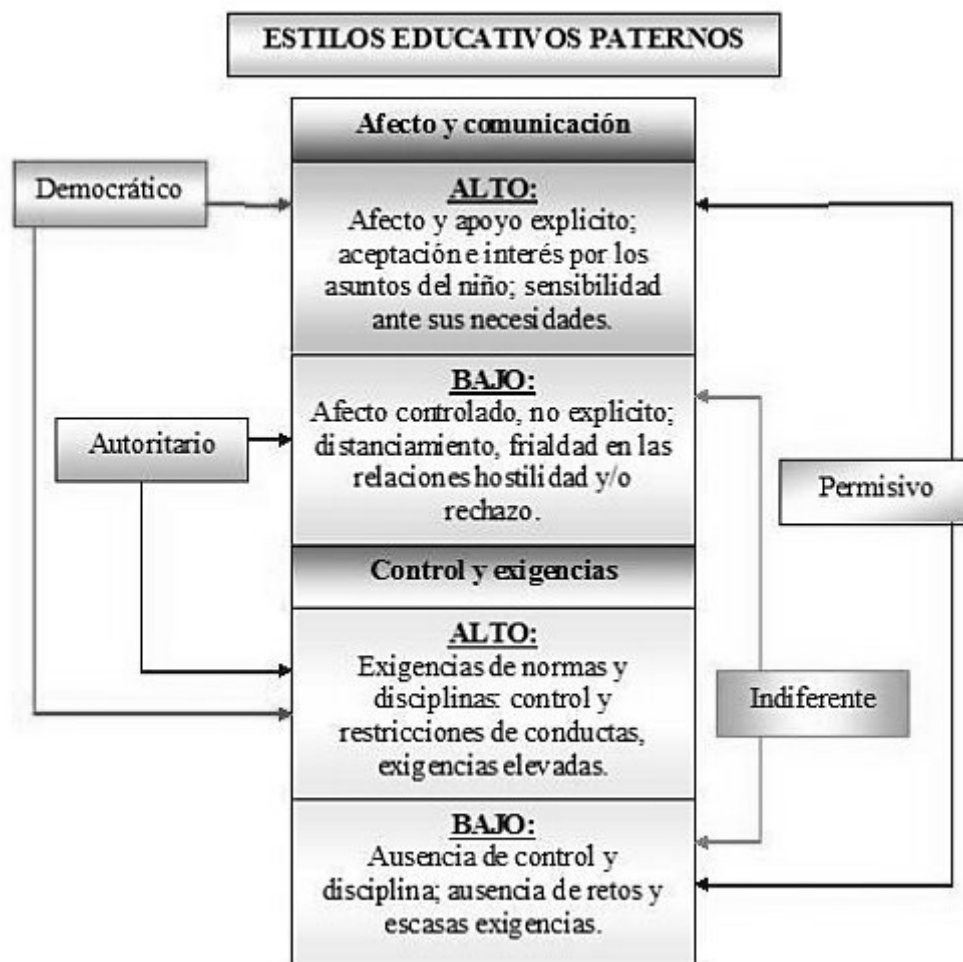 ESTILOS EDUCATIVOS PATERNOS
Afecto y comunicación
Democrático
ALTO:
Afecto y apoyo explicito;
aceptación e interés por los
asuntos del niño; sensibilidad
ante sus necesidades.
BAJO:
Afecto controlado, no explicito;
distanciamiento, frialdad en las
relaciones hostilidad y/o
rechazo.
Autoritario
Permisivo
Control y exigencias
ALTO:
Exigencias de normas y
disciplinas: control y
restricciones de conductas,
exigencias elevadas.
Indiferente
BAJO:
Ausencia de control y
disciplina; ausencia de retos y
escasas exigencias.